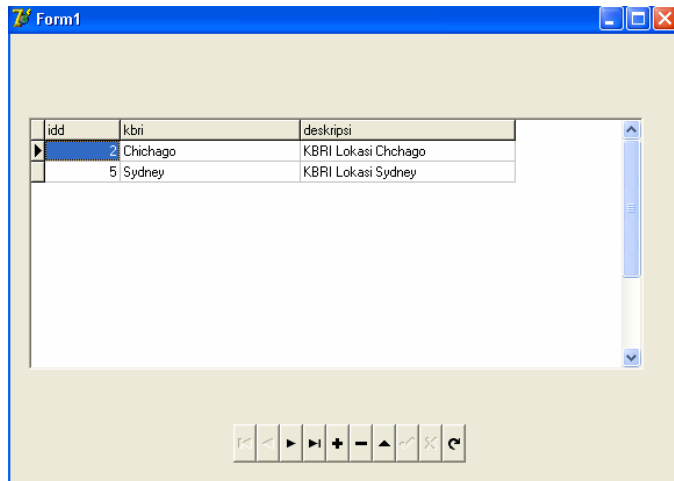 Form1
idd kbri deskripsi
2 Chichago KBRI Lokasi Chchago
5 Sydney KBRI Lokasi Sydney